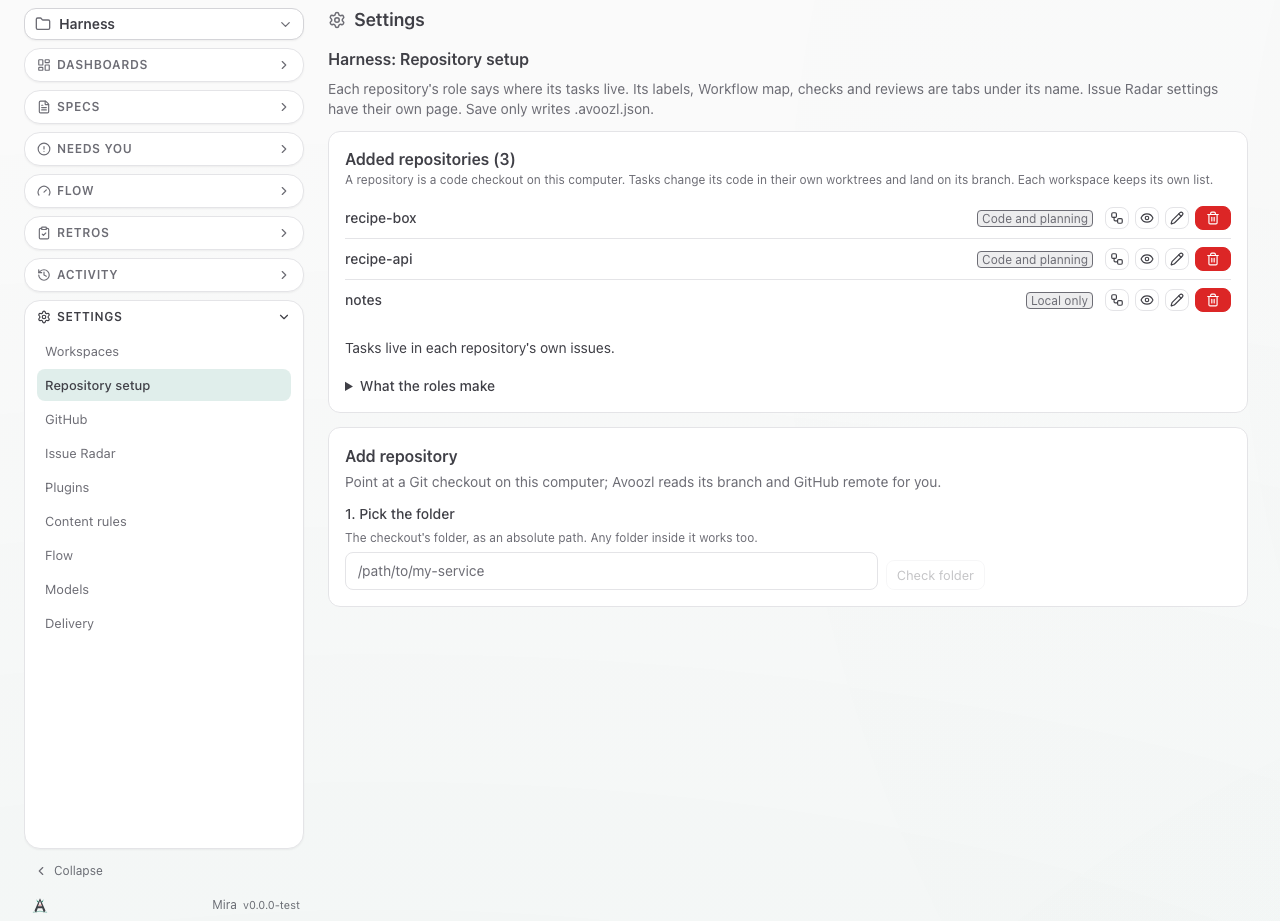 Harness
DASHBOARDS
SPECS
NEEDS YOU
FLOW
RETROS
ACTIVITY
SETTINGS
Workspaces
Repository setup
GitHub
Issue Radar
Plugins
Content rules
Flow
Models
Delivery
Collapse
Mira v0.0.0-test
Settings
Harness: Repository setup
Each repository's role says where its tasks live. Its labels, Workflow map, checks and reviews are tabs under its name. Issue Radar settings
have their own page. Save only writes .avoozl.json.
Added repositories (3)
A repository is a code checkout on this computer. Tasks change its code in their own worktrees and land on its branch. Each workspace keeps its own list.
recipe-box Code and planning
recipe-api Code and planning
notes Local only
Tasks live in each repository's own issues.
What the roles make
Add repository
Point at a Git checkout on this computer; Avoozl reads its branch and GitHub remote for you.
1. Pick the folder
The checkout's folder, as an absolute path. Any folder inside it works too.
/path/to/my-service Check folder